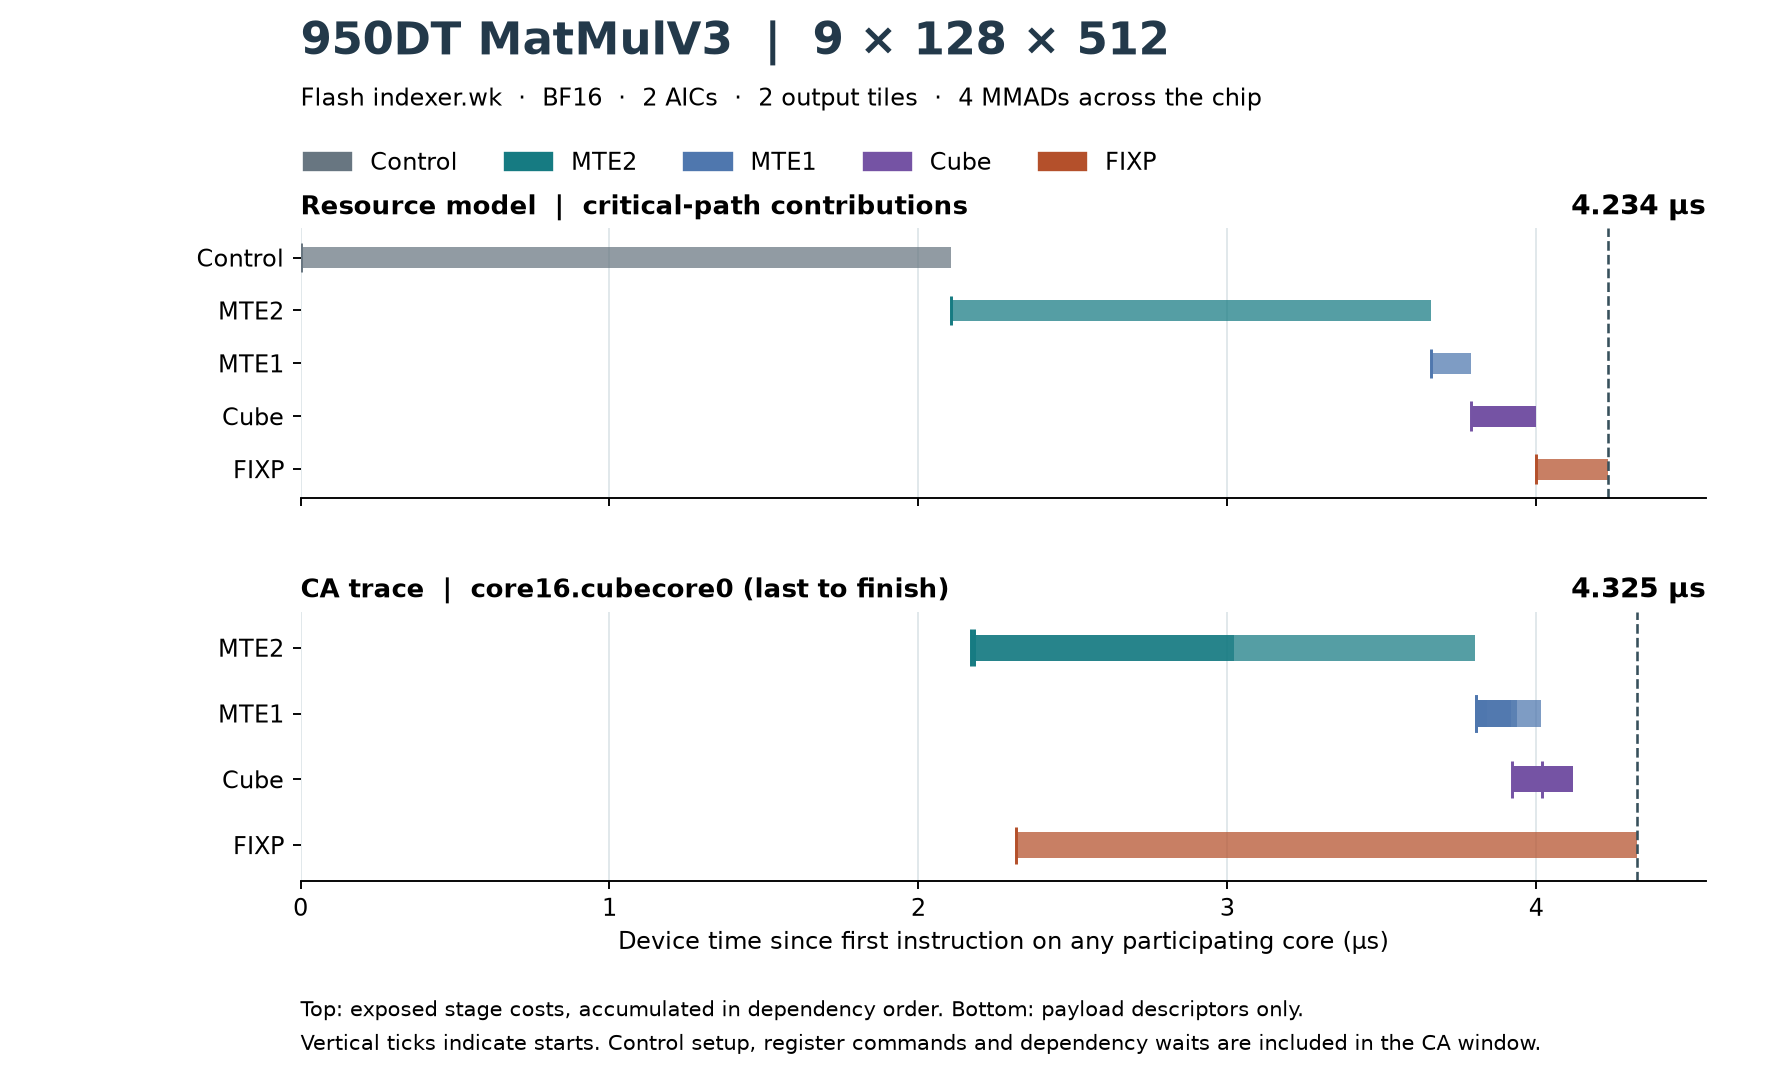 950DT MatMulV3 | 9 × 128 × 512
Flash indexer.wk · BF16 · 2 AICs · 2 output tiles · 4 MMADs across the chip
Control MTE2 MTE1 Cube FIXP
Resource model | critical-path contributions 4.234 µs
Control
MTE2
MTE1
Cube
FIXP
CA trace | core16.cubecore0 (last to finish) 4.325 µs
MTE2
MTE1
Cube
FIXP
0 1 2 3 4
Device time since first instruction on any participating core (µs)
Top: exposed stage costs, accumulated in dependency order. Bottom: payload descriptors only.
Vertical ticks indicate starts. Control setup, register commands and dependency waits are included in the CA window.